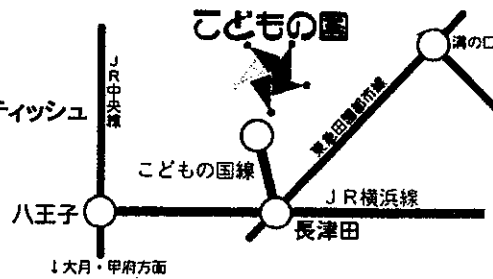 こどもの国
溝の口
JR中央線
ティッシュ
東急田園都市線
こどもの国線
JR横浜線
八王子
長津田
↓大月・甲府方面